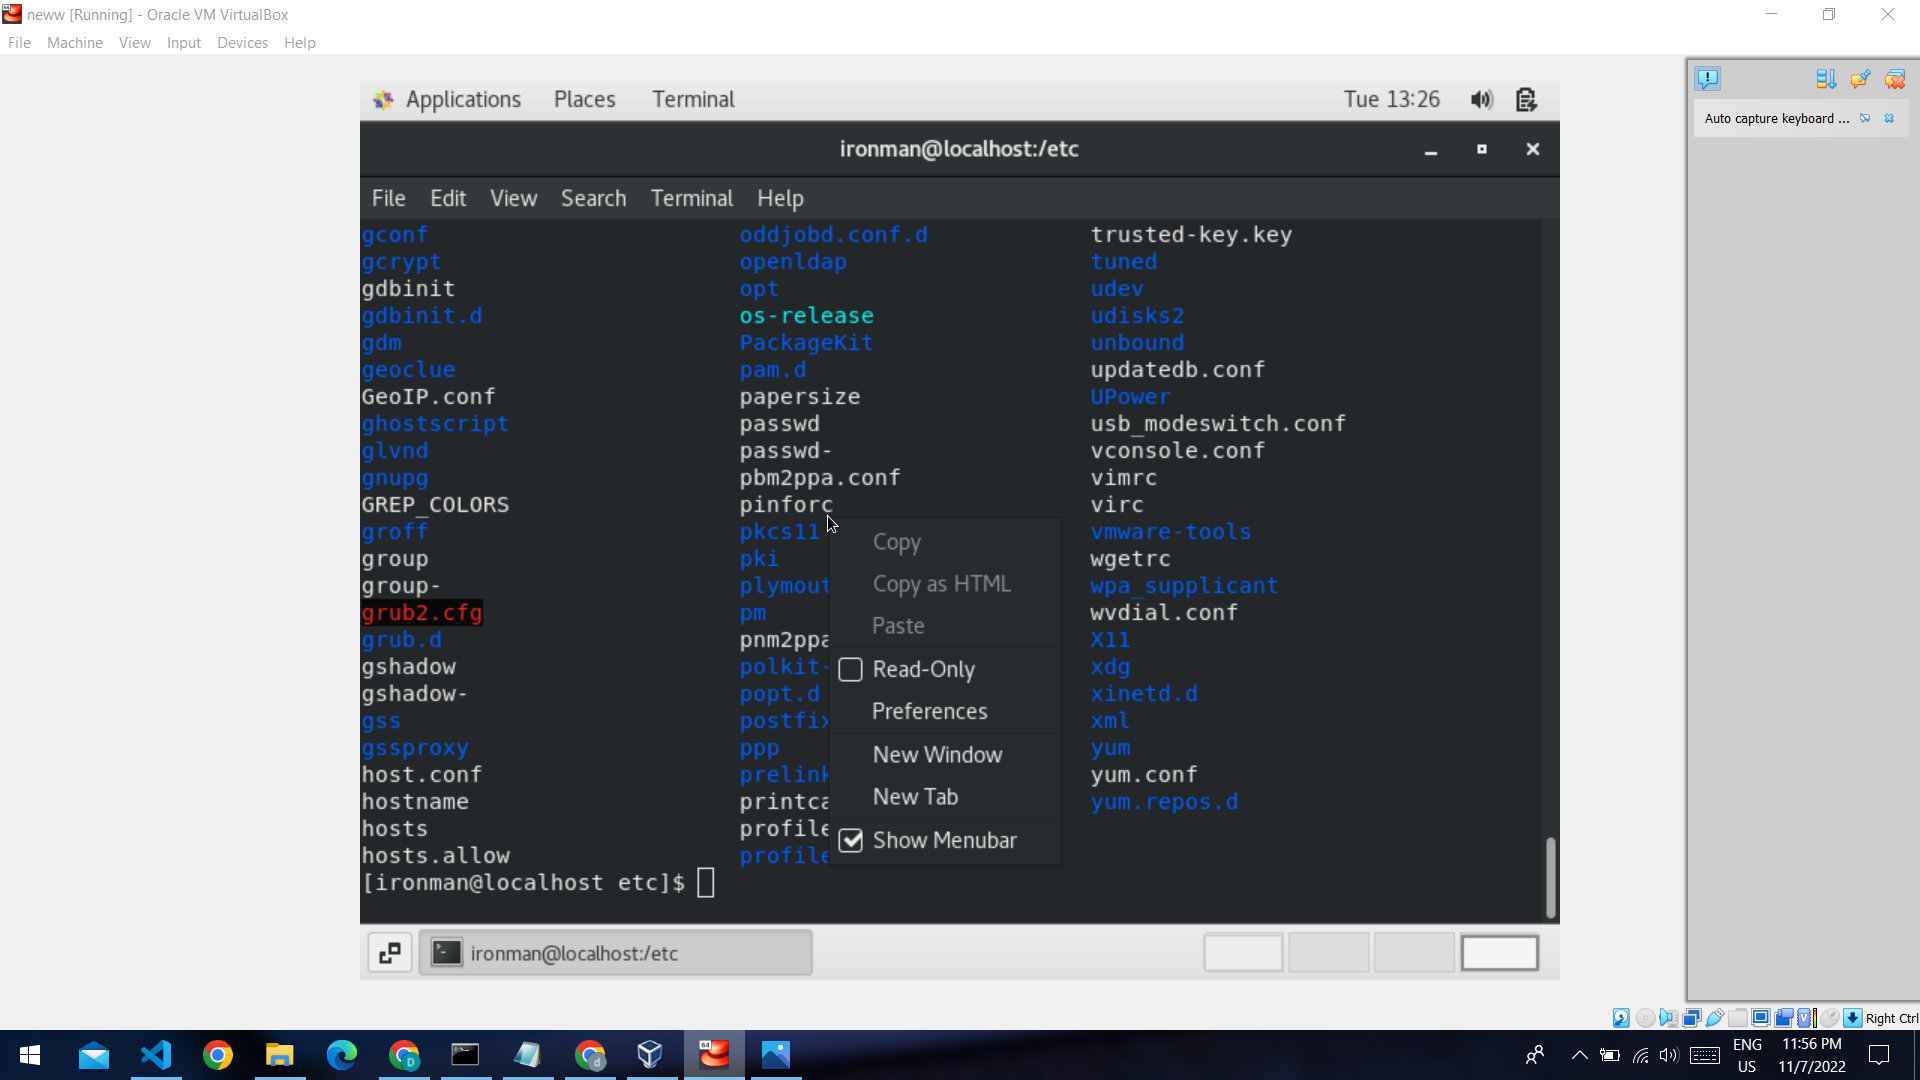 neww [Running] - Oracle VM VirtualBox
File Machine View Input Devices Help
Auto capture keyboard ...
Applications Places Terminal Tue 13:26
ironman@localhost:/etc
File Edit View Search Terminal Help
gconf oddjobd.conf.d trusted-key.key
gcrypt openldap tuned
gdbinit opt udev
gdbinit.d os-release udisks2
gdm PackageKit unbound
geoclue pam.d updatedb.conf
GeoIP.conf papersize UPower
ghostscript passwd usb_modeswitch.conf
glvnd passwd- vconsole.conf
gnupg pbm2ppa.conf vimrc
GREP_COLORS pinforc virc
groff pkcs11 vmware-tools
group pki wgetrc
group- plymout wpa_supplicant
grub2.cfg pm wvdial.conf
grub.d pnm2ppa X11
gshadow polkit- xdg
gshadow- popt.d xinetd.d
gss postfix xml
gssproxy ppp yum
host.conf prelink yum.conf
hostname printca yum.repos.d
hosts profile
hosts.allow profile
[ironman@localhost etc]$
Copy
Copy as HTML
Paste
Read-Only
Preferences
New Window
New Tab
Show Menubar
ironman@localhost:/etc
Right Ctrl
ENG
US
11:56 PM
11/7/2022